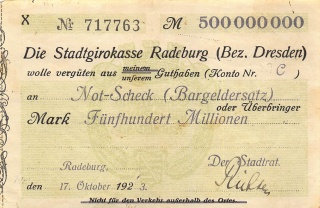 X № 717763 M 500000000
Die Stadtgirokasse Radeburg (Bez. Dresden)
wolle vergüten aus meinem
unserem Guthaben (Konto Nr. C)
an Not-Scheck (Bargeldersatz)
oder Überbringer
Mark Fünfhundert Millionen
Radeburg, Der Stadtrat.
den 17. Oktober 1923.
Nicht für den Verkehr ausserhalb des Ortes.